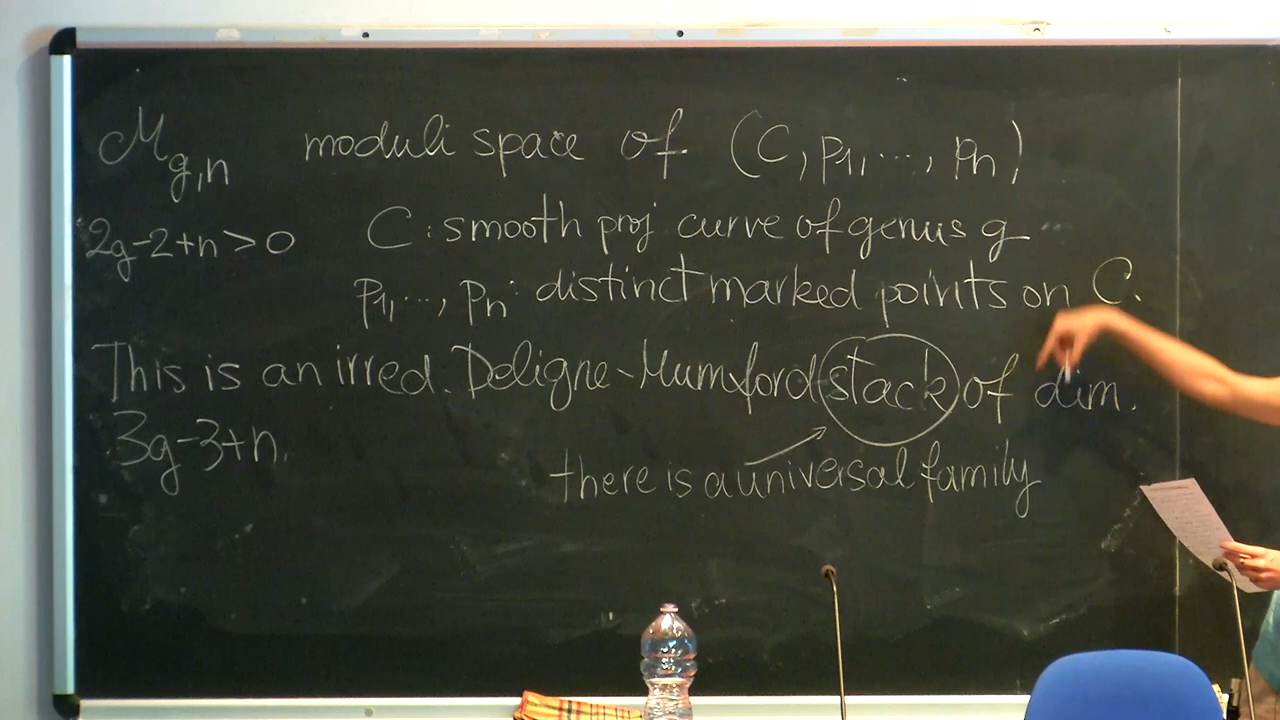 ℳg,n moduli space of (C, p1, ..., pn)
2g-2+n>0 C: smooth proj curve of genus g
p1, ..., pn: distinct marked points on C.
This is an irred. Deligne-Mumford stack of dim.
3g-3+n.
there is a universal family